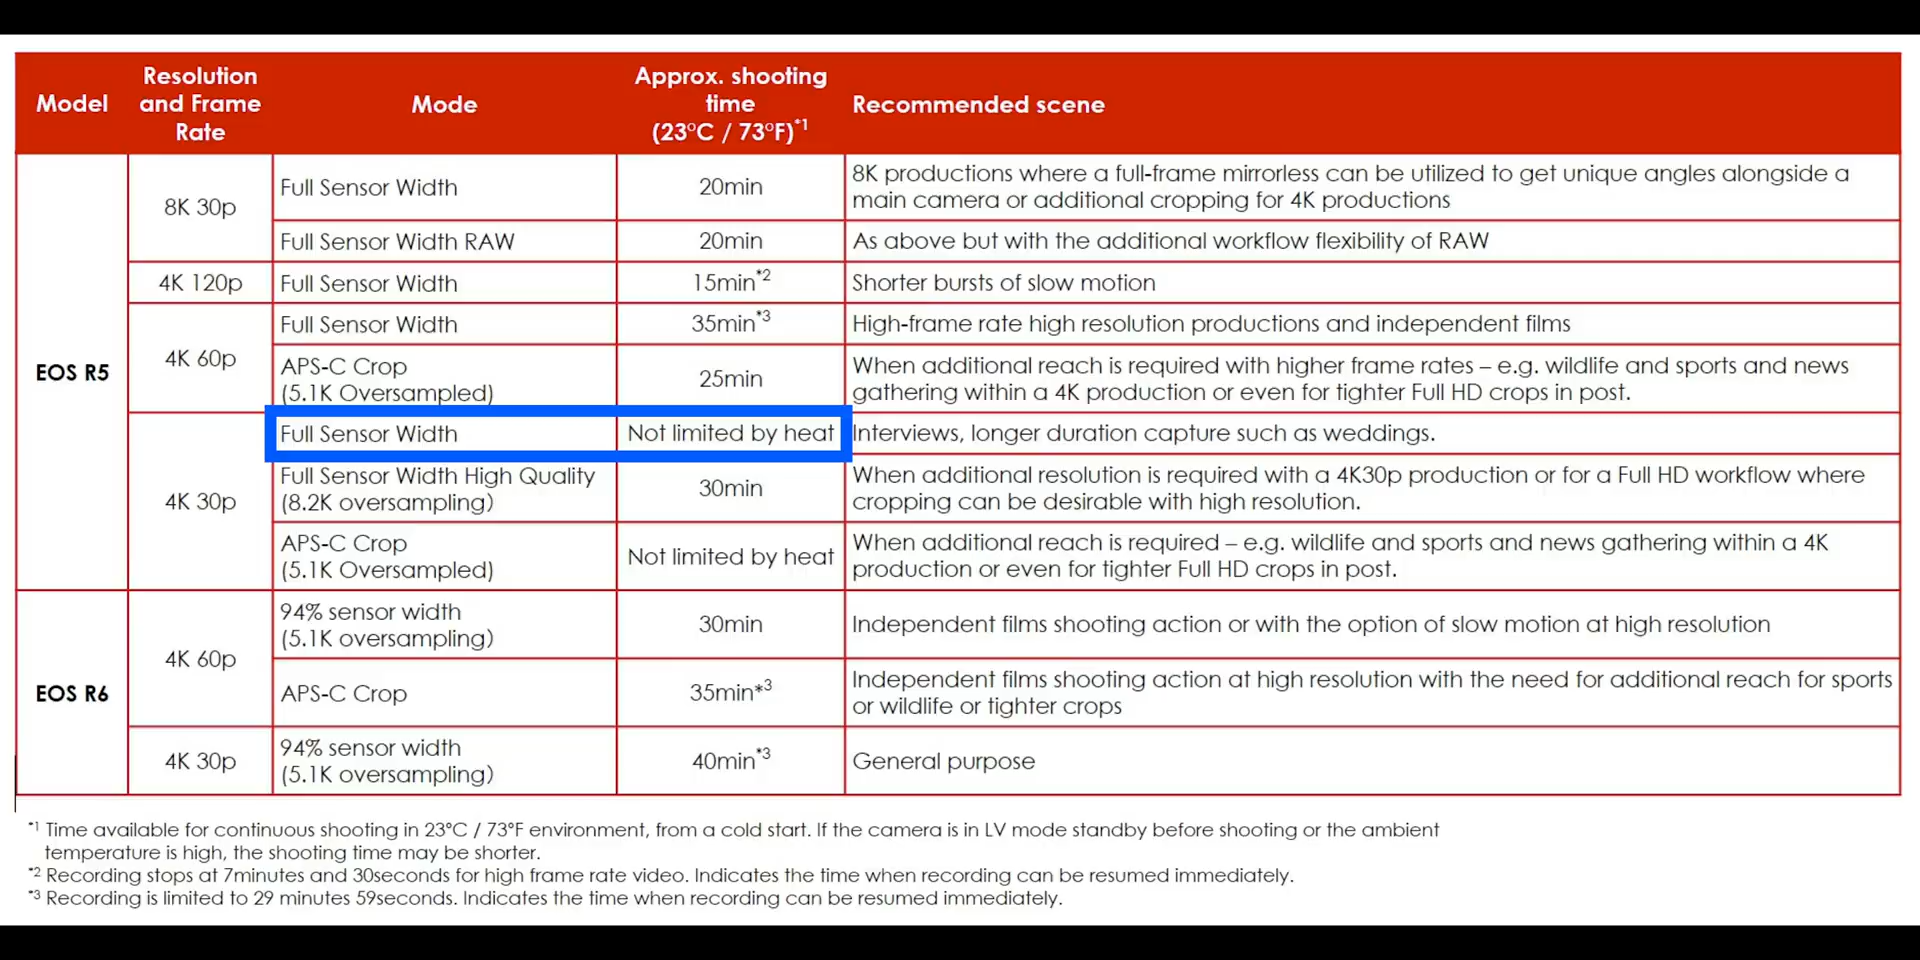 Model
Resolution
and Frame
Rate
Mode
Approx. shooting
time
(23°C / 73°F)*1
Recommended scene
EOS R5
8K 30p
Full Sensor Width
20min
8K productions where a full-frame mirrorless can be utilized to get unique angles alongside a
main camera or additional cropping for 4K productions
Full Sensor Width RAW
20min
As above but with the additional workflow flexibility of RAW
4K 120p
Full Sensor Width
15min*2
Shorter bursts of slow motion
4K 60p
Full Sensor Width
35min*3
High-frame rate high resolution productions and independent films
APS-C Crop
(5.1K Oversampled)
25min
When additional reach is required with higher frame rates – e.g. wildlife and sports and news
gathering within a 4K production or even for tighter Full HD crops in post.
4K 30p
Full Sensor Width
Not limited by heat
Interviews, longer duration capture such as weddings.
Full Sensor Width High Quality
(8.2K oversampling)
30min
When additional resolution is required with a 4K30p production or for a Full HD workflow where
cropping can be desirable with high resolution.
APS-C Crop
(5.1K Oversampled)
Not limited by heat
When additional reach is required – e.g. wildlife and sports and news gathering within a 4K
production or even for tighter Full HD crops in post.
EOS R6
4K 60p
94% sensor width
(5.1K oversampling)
30min
Independent films shooting action or with the option of slow motion at high resolution
APS-C Crop
35min*3
Independent films shooting action at high resolution with the need for additional reach for sports
or wildlife or tighter crops
4K 30p
94% sensor width
(5.1K oversampling)
40min*3
General purpose
*1 Time available for continuous shooting in 23°C / 73°F environment, from a cold start. If the camera is in LV mode standby before shooting or the ambient
temperature is high, the shooting time may be shorter.
*2 Recording stops at 7minutes and 30seconds for high frame rate video. Indicates the time when recording can be resumed immediately.
*3 Recording is limited to 29 minutes 59seconds. Indicates the time when recording can be resumed immediately.